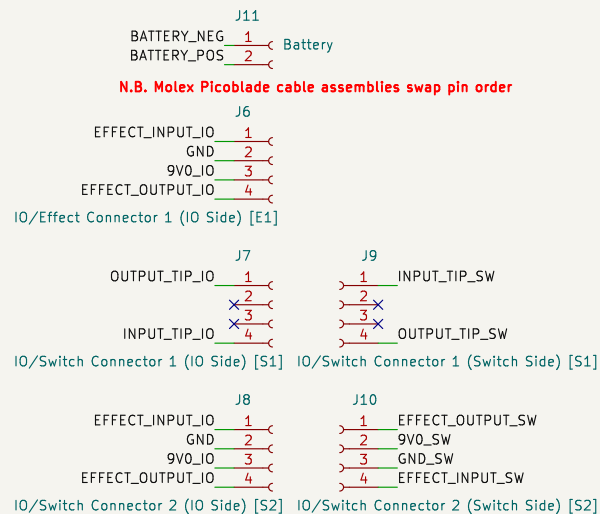 J11
BATTERY_NEG 1 Battery
BATTERY_POS 2
N.B. Molex Picoblade cable assemblies swap pin order
J6
EFFECT_INPUT_IO 1
GND 2
9V0_IO 3
EFFECT_OUTPUT_IO 4
IO/Effect Connector 1 (IO Side) [E1]
J7
OUTPUT_TIP_IO 1
2
3
INPUT_TIP_IO 4
IO/Switch Connector 1 (IO Side) [S1]
J9
1 INPUT_TIP_SW
2
3
4 OUTPUT_TIP_SW
IO/Switch Connector 1 (Switch Side) [S1]
J8
EFFECT_INPUT_IO 1
GND 2
9V0_IO 3
EFFECT_OUTPUT_IO 4
IO/Switch Connector 2 (IO Side) [S2]
J10
1 EFFECT_OUTPUT_SW
2 9V0_SW
3 GND_SW
4 EFFECT_INPUT_SW
IO/Switch Connector 2 (Switch Side) [S2]